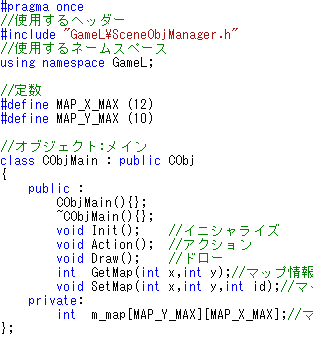 #pragma once
//使用するヘッダー
#include "GameL¥SceneObjManager.h"
//使用するネームスペース
using namespace GameL;
//定数
#define MAP_X_MAX (12)
#define MAP_Y_MAX (10)
//オブジェクト:メイン
class CObjMain : public CObj
{
public :
CObjMain(){};
~CObjMain(){};
void Init(); //イニシャライズ
void Action(); //アクション
void Draw(); //ドロー
int GetMap(int x,int y);//マップ情報
void SetMap(int x,int y,int id);//マッ
private:
int m_map[MAP_Y_MAX][MAP_X_MAX];//マ
};